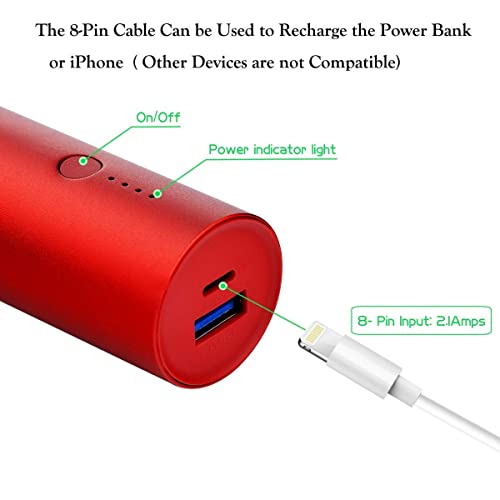 The 8-Pin Cable Can be Used to Recharge the Power Bank
or iPhone ( Other Devices are not Compatible)
On/Off
Power indicator light
8- Pin Input: 2.1Amps